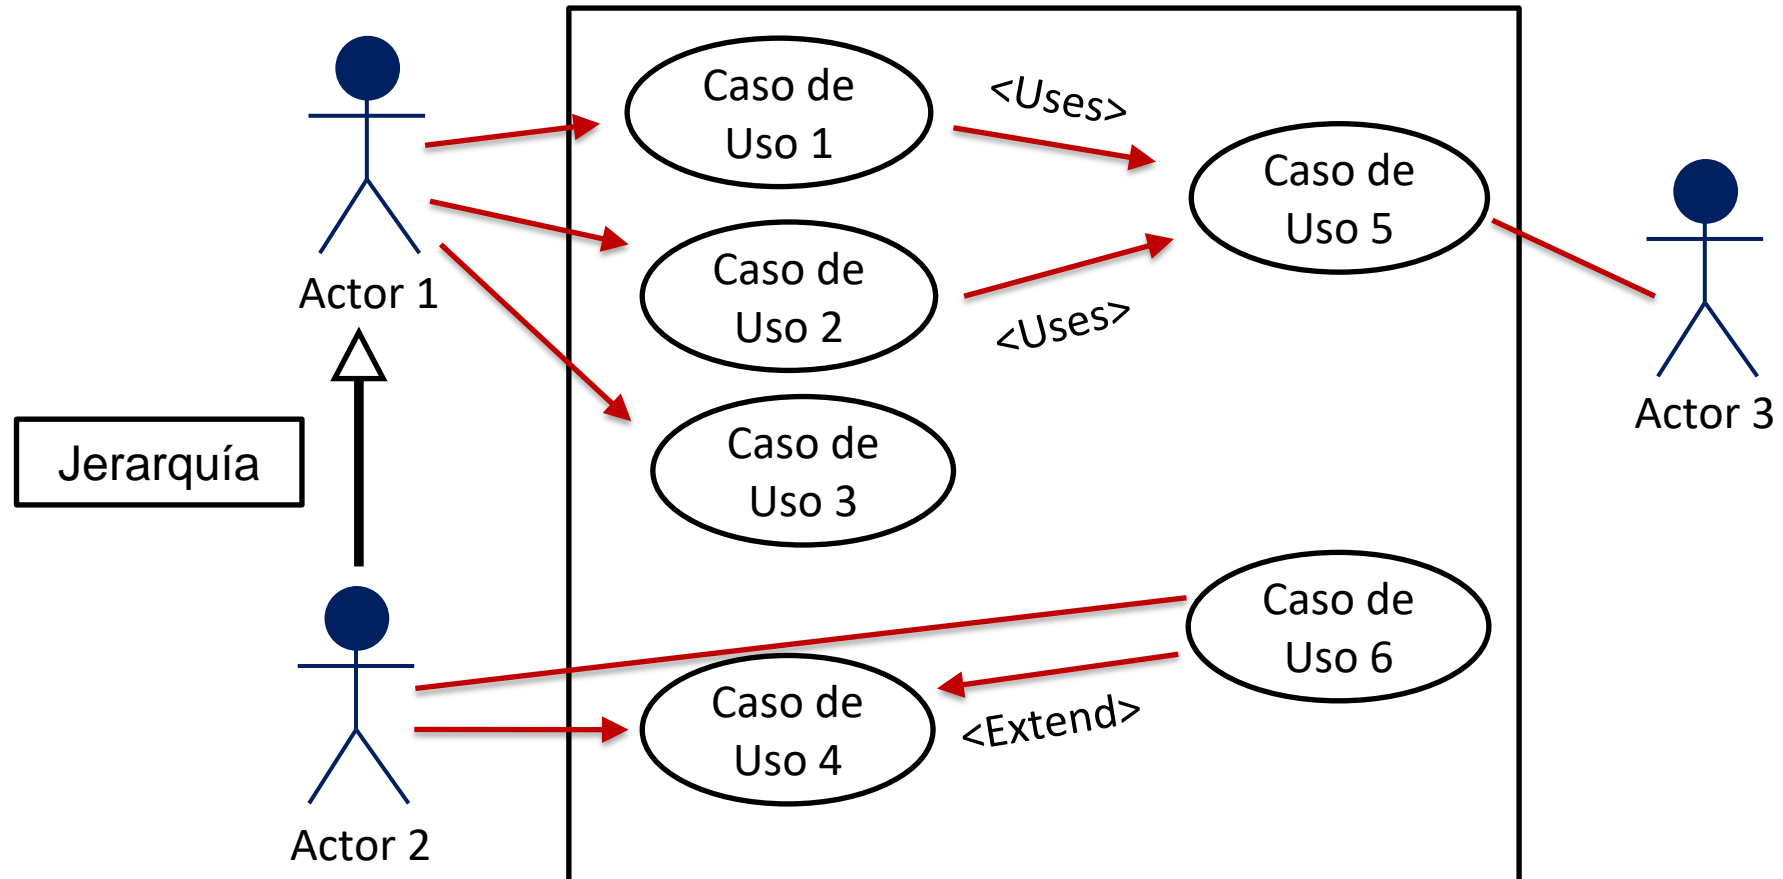 Caso de
Uso 1
<Uses>
Caso de
Uso 5
Actor 1
Caso de
Uso 2
<Uses>
Actor 3
Jerarquía
Caso de
Uso 3
Caso de
Uso 6
Caso de
Uso 4
<Extend>
Actor 2